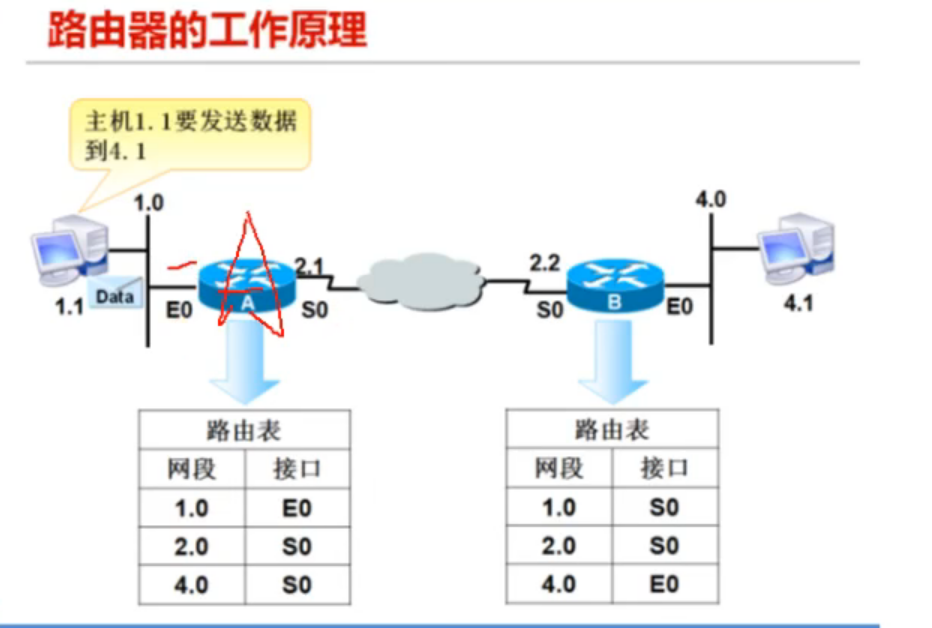 路由器的工作原理
主机1.1要发送数据
到4.1
1.0
4.0
2.1
2.2
1.1
Data
E0
A
S0
S0
B
E0
4.1
路由表
网段 接口
1.0 E0
2.0 S0
4.0 S0
路由表
网段 接口
1.0 S0
2.0 S0
4.0 E0